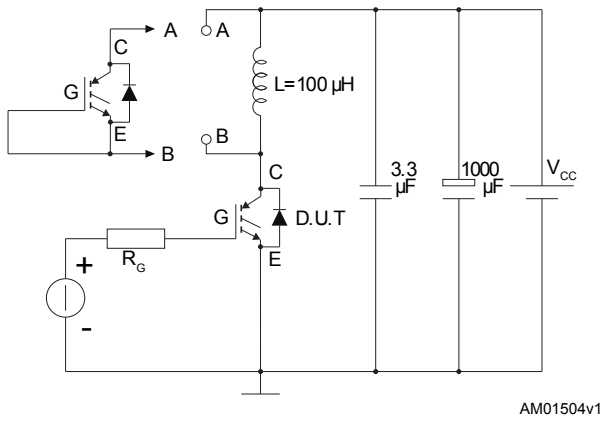 A
A
C
G
L=100 µH
E
B
B
C
3.3
µF
1000
µF
V_CC
G
D.U.T
E
R_G
+
-
AM01504v1